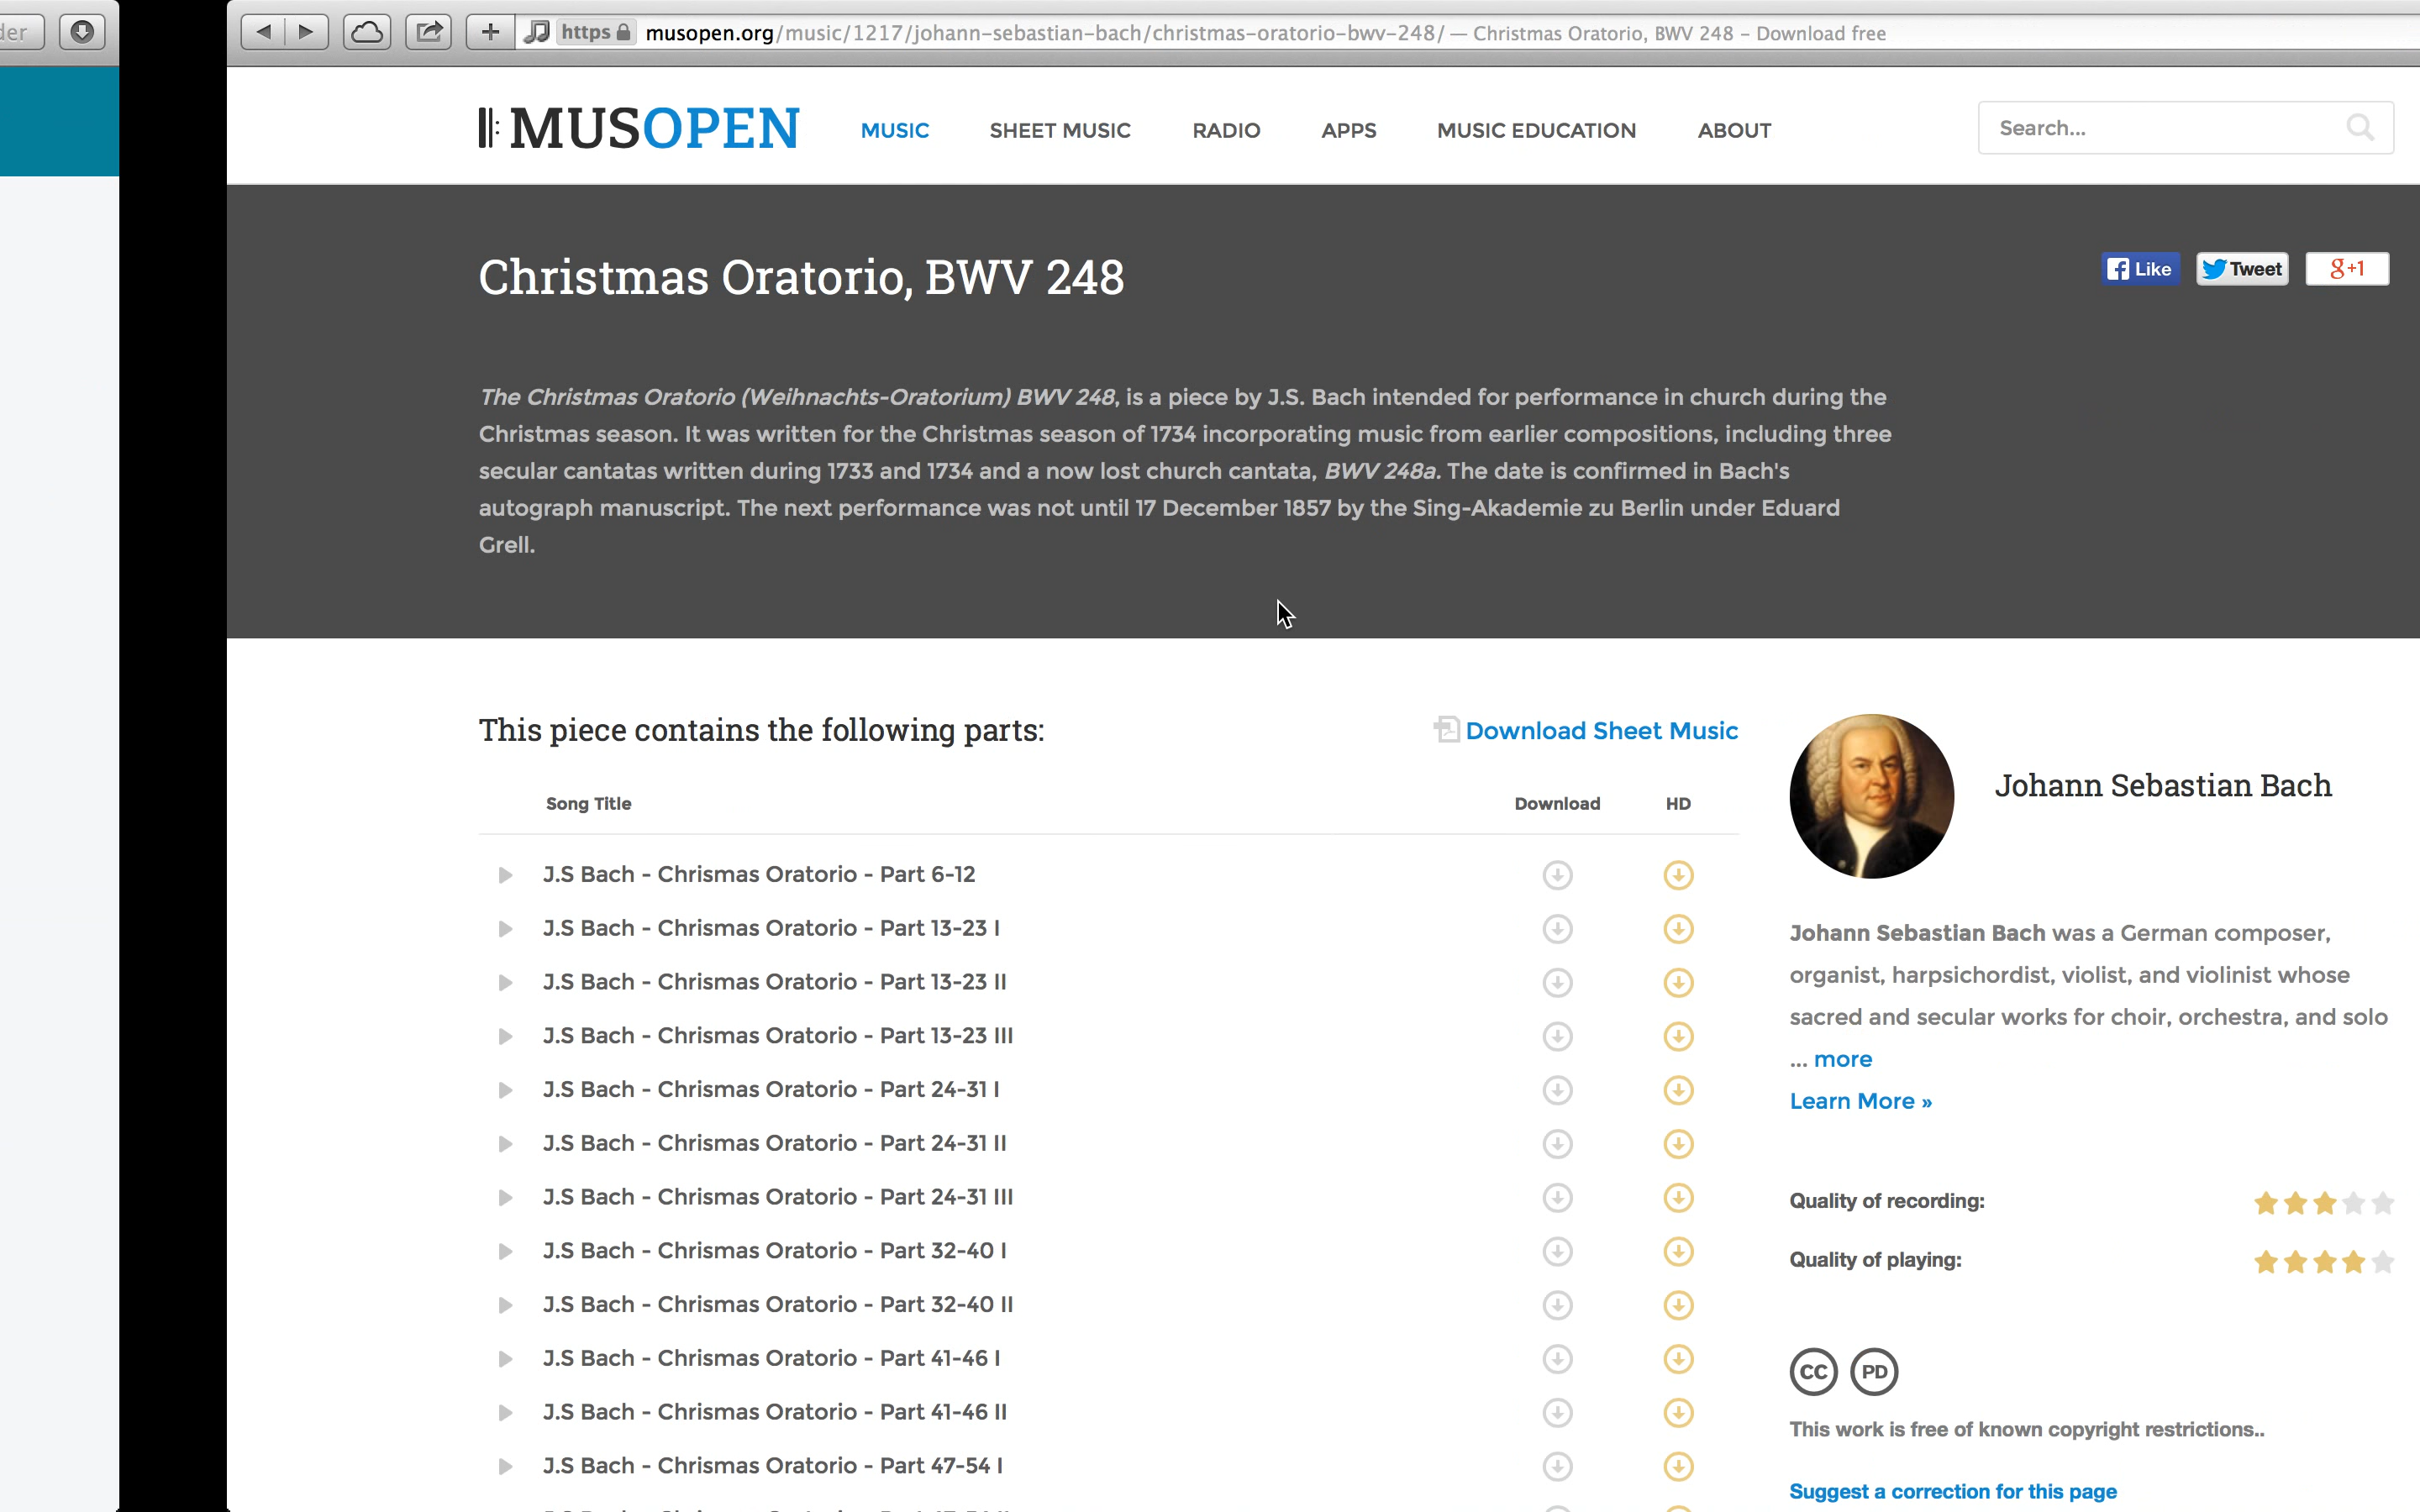 der
https musopen.org/music/1217/johann-sebastian-bach/christmas-oratorio-bwv-248/ — Christmas Oratorio, BWV 248 – Download free
MUSOPEN MUSIC SHEET MUSIC RADIO APPS MUSIC EDUCATION ABOUT Search...
Christmas Oratorio, BWV 248
Like Tweet g+1
The Christmas Oratorio (Weihnachts-Oratorium) BWV 248, is a piece by J.S. Bach intended for performance in church during the
Christmas season. It was written for the Christmas season of 1734 incorporating music from earlier compositions, including three
secular cantatas written during 1733 and 1734 and a now lost church cantata, BWV 248a. The date is confirmed in Bach's
autograph manuscript. The next performance was not until 17 December 1857 by the Sing-Akademie zu Berlin under Eduard
Grell.
This piece contains the following parts:
Download Sheet Music
Song Title Download HD
J.S Bach - Chrismas Oratorio - Part 6-12
J.S Bach - Chrismas Oratorio - Part 13-23 I
J.S Bach - Chrismas Oratorio - Part 13-23 II
J.S Bach - Chrismas Oratorio - Part 13-23 III
J.S Bach - Chrismas Oratorio - Part 24-31 I
J.S Bach - Chrismas Oratorio - Part 24-31 II
J.S Bach - Chrismas Oratorio - Part 24-31 III
J.S Bach - Chrismas Oratorio - Part 32-40 I
J.S Bach - Chrismas Oratorio - Part 32-40 II
J.S Bach - Chrismas Oratorio - Part 41-46 I
J.S Bach - Chrismas Oratorio - Part 41-46 II
J.S Bach - Chrismas Oratorio - Part 47-54 I
Johann Sebastian Bach
Johann Sebastian Bach was a German composer,
organist, harpsichordist, violist, and violinist whose
sacred and secular works for choir, orchestra, and solo
... more
Learn More »
Quality of recording:
Quality of playing:
CC PD
This work is free of known copyright restrictions..
Suggest a correction for this page